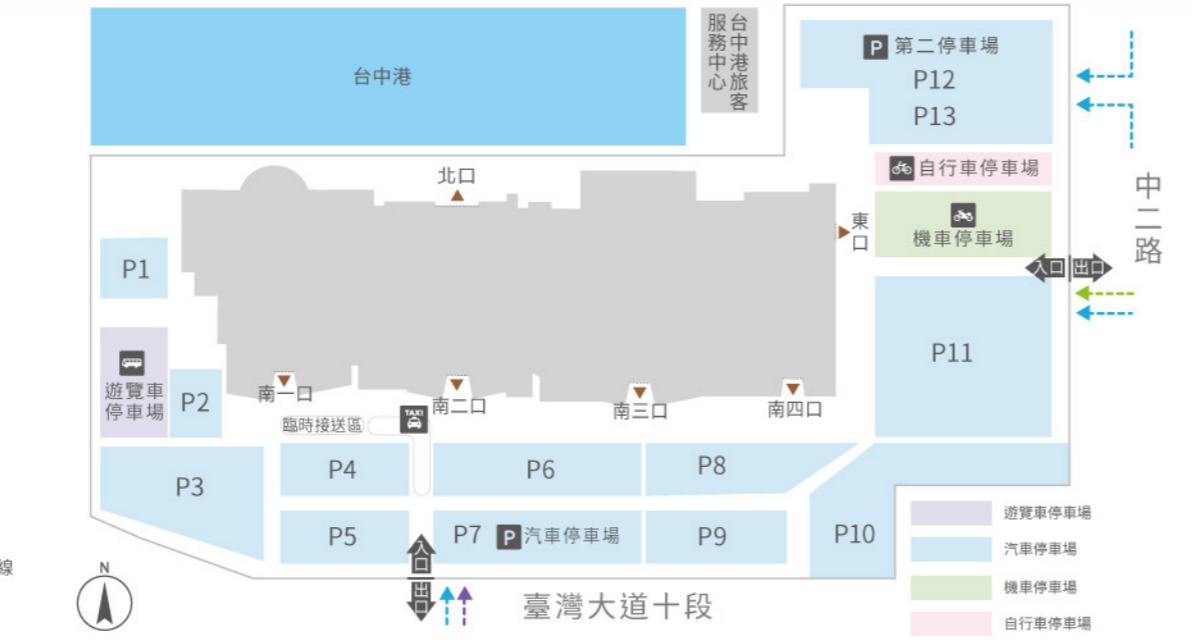 台中港
台中港旅客
服務中心
P 第二停車場
P12
P13
自行車停車場
機車停車場
中二路
北口
東口
入口
出口
P1
遊覽車
停車場
P2
P11
南一口
南二口
南三口
南四口
TAXI
臨時接送區
P3
P4
P5
P6
P7 P 汽車停車場
P8
P9
P10
入口
出口
臺灣大道十段
線
N
遊覽車停車場
汽車停車場
機車停車場
自行車停車場